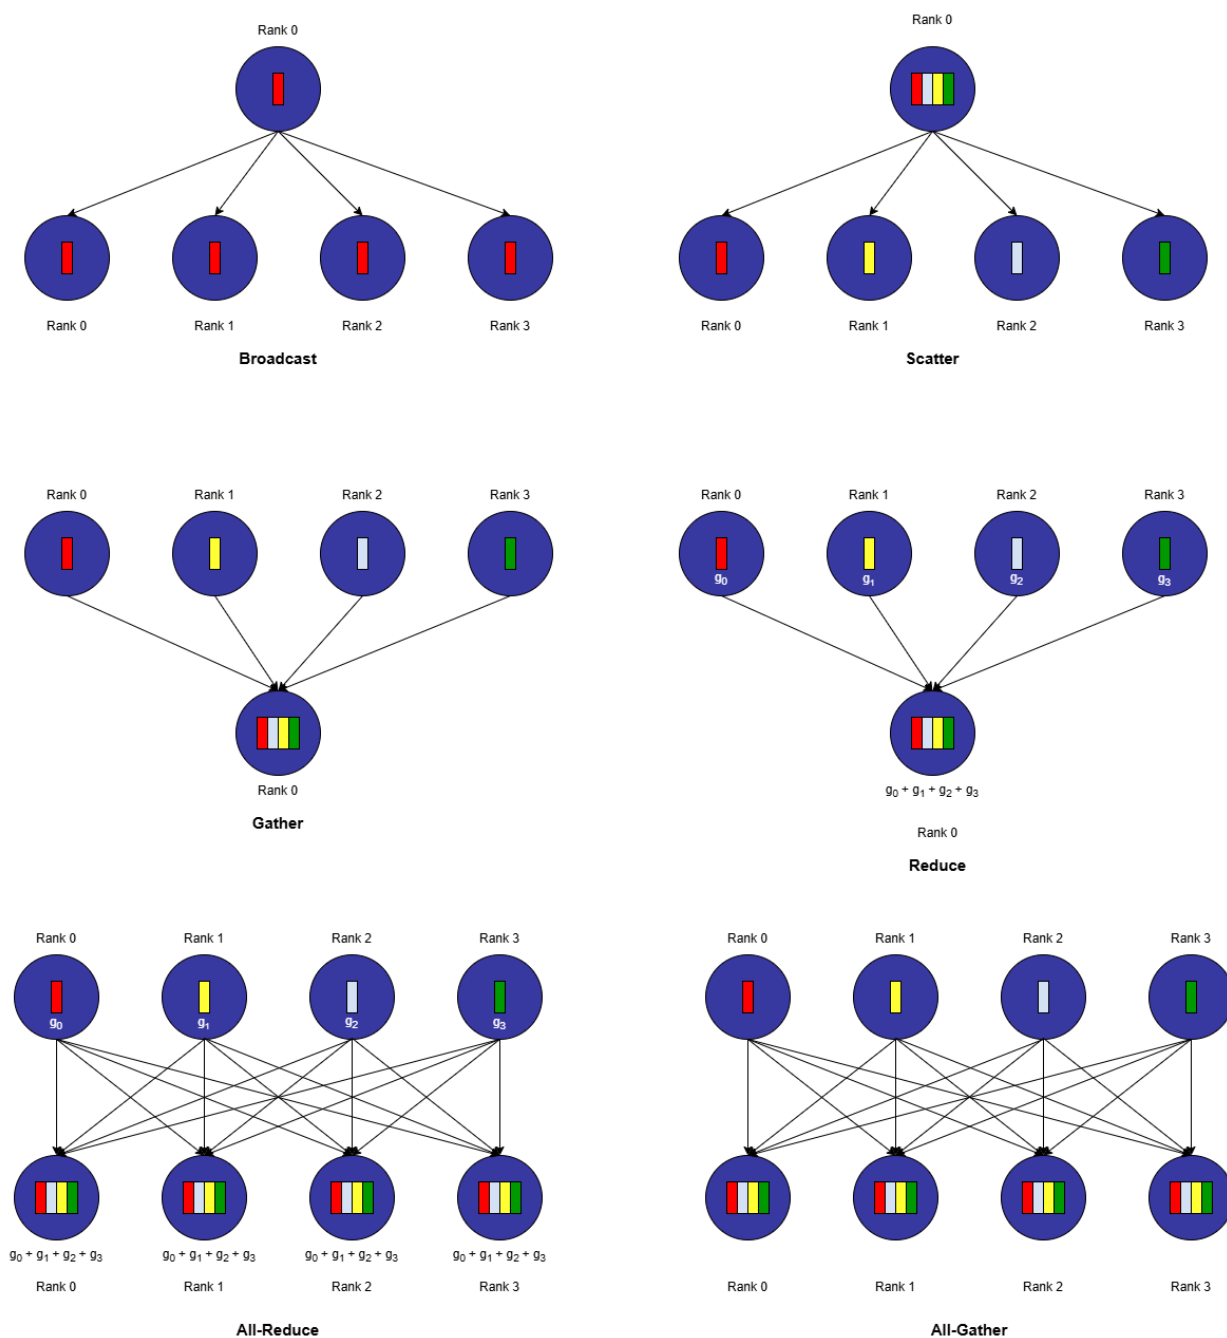 Rank 0
Rank 0 Rank 1 Rank 2 Rank 3
Broadcast
Rank 0
Rank 0 Rank 1 Rank 2 Rank 3
Scatter
Rank 0 Rank 1 Rank 2 Rank 3
Rank 0
Gather
Rank 0 Rank 1 Rank 2 Rank 3
g₀ g₁ g₂ g₃
g₀ + g₁ + g₂ + g₃
Rank 0
Reduce
Rank 0 Rank 1 Rank 2 Rank 3
g₀ g₁ g₂ g₃
g₀ + g₁ + g₂ + g₃ g₀ + g₁ + g₂ + g₃ g₀ + g₁ + g₂ + g₃ g₀ + g₁ + g₂ + g₃
Rank 0 Rank 1 Rank 2 Rank 3
All-Reduce
Rank 0 Rank 1 Rank 2 Rank 3
Rank 0 Rank 1 Rank 2 Rank 3
All-Gather